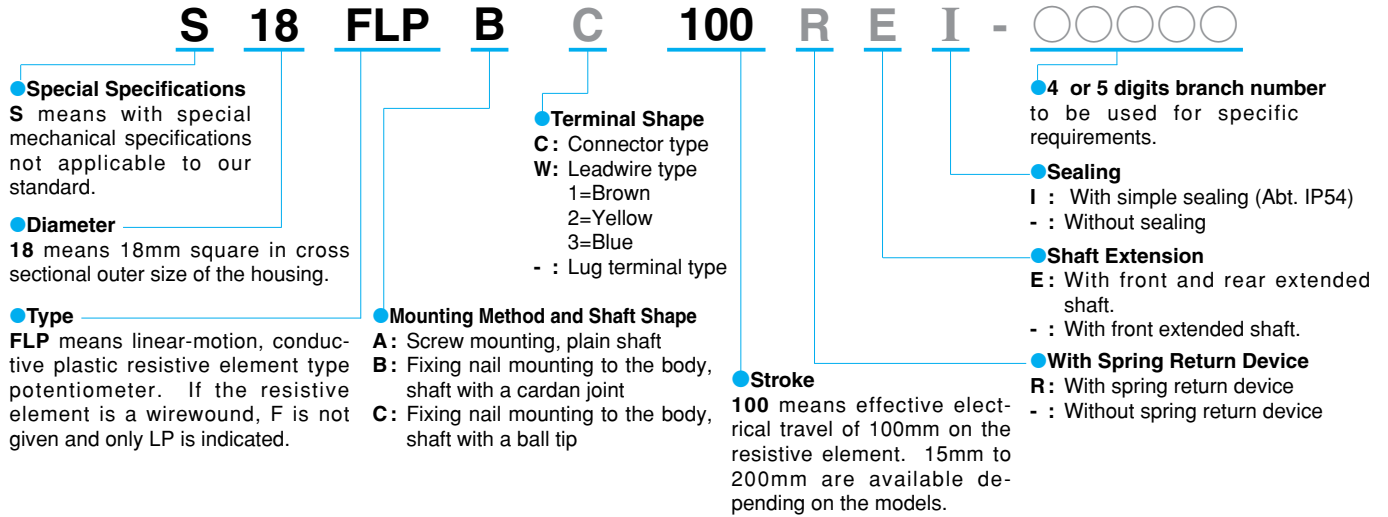 S 18 FLP B C 100 R E I - ○○○○○
●Special Specifications
S means with special
mechanical specifications
not applicable to our
standard.
●Diameter
18 means 18mm square in cross
sectional outer size of the housing.
●Type
FLP means linear-motion, conduc-
tive plastic resistive element type
potentiometer. If the resistive
element is a wirewound, F is not
given and only LP is indicated.
●Mounting Method and Shaft Shape
A: Screw mounting, plain shaft
B: Fixing nail mounting to the body,
shaft with a cardan joint
C: Fixing nail mounting to the body,
shaft with a ball tip
●Terminal Shape
C: Connector type
W: Leadwire type
1=Brown
2=Yellow
3=Blue
- : Lug terminal type
●Stroke
100 means effective elect-
rical travel of 100mm on the
resistive element. 15mm to
200mm are available de-
pending on the models.
●4 or 5 digits branch number
to be used for specific
requirements.
●Sealing
I : With simple sealing (Abt. IP54)
- : Without sealing
●Shaft Extension
E: With front and rear extended
shaft.
- : With front extended shaft.
●With Spring Return Device
R: With spring return device
- : Without spring return device